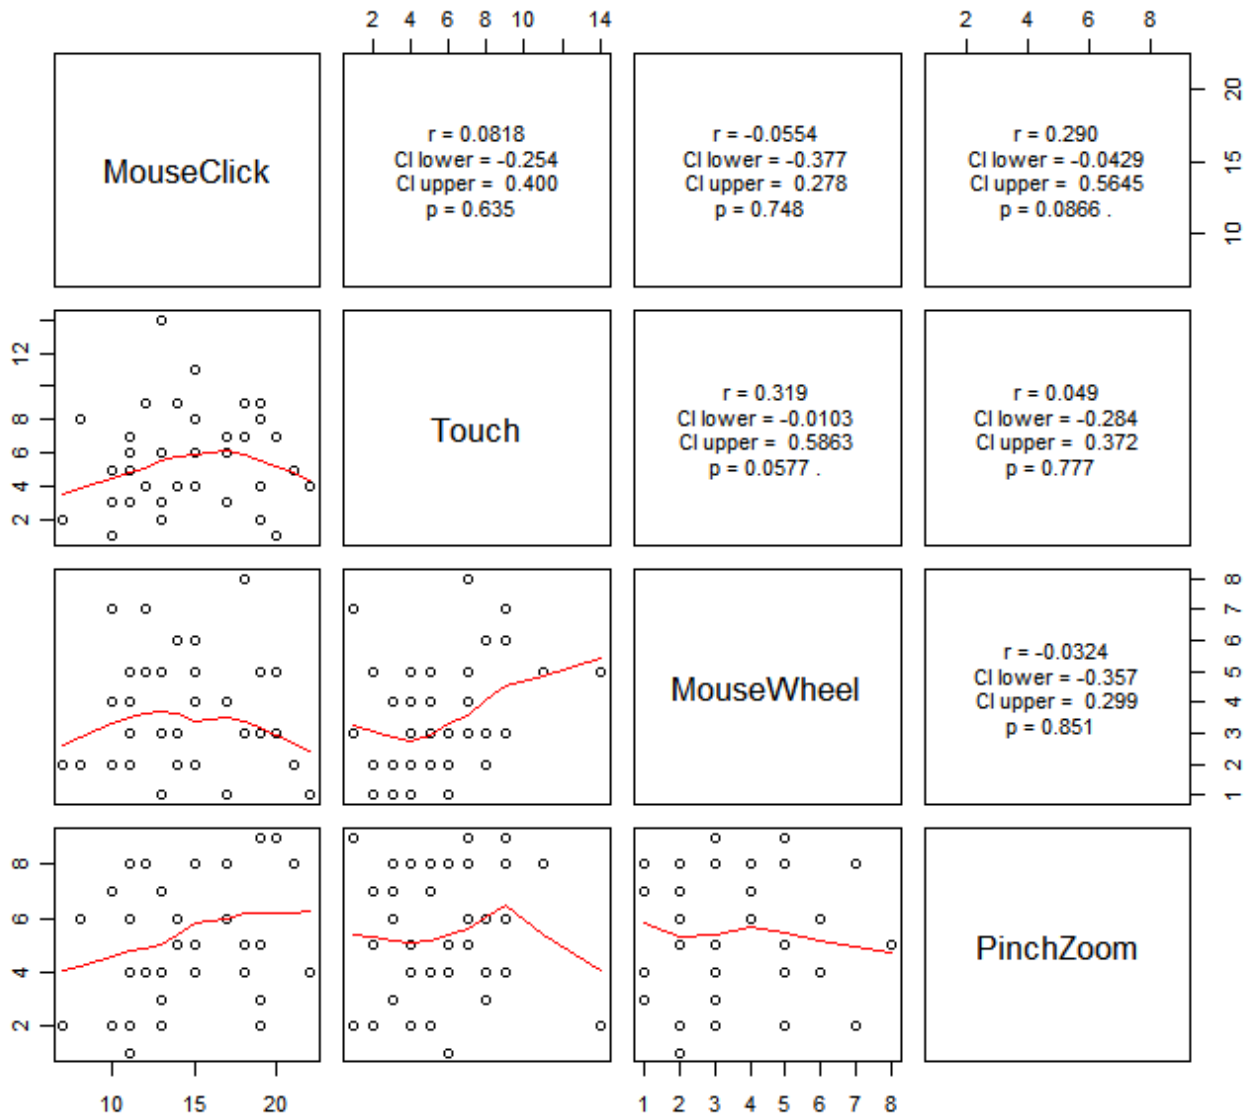 2 4 6 8 10 14 2 4 6 8
MouseClick
r = 0.0818
CI lower = -0.254
CI upper = 0.400
p = 0.635
r = -0.0554
CI lower = -0.377
CI upper = 0.278
p = 0.748
r = 0.290
CI lower = -0.0429
CI upper = 0.5645
p = 0.0866 .
20
15
10
12
8
6
4
2
Touch
r = 0.319
CI lower = -0.0103
CI upper = 0.5863
p = 0.0577 .
r = 0.049
CI lower = -0.284
CI upper = 0.372
p = 0.777
MouseWheel
r = -0.0324
CI lower = -0.357
CI upper = 0.299
p = 0.851
8
7
6
5
4
3
2
1
8
6
4
2
PinchZoom
10 15 20 1 2 3 4 5 6 7 8